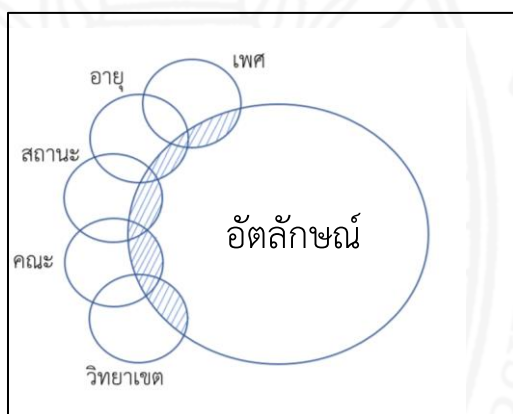 เพศ
อายุ
สถานะ
อัตลักษณ์
คณะ
วิทยาเขต